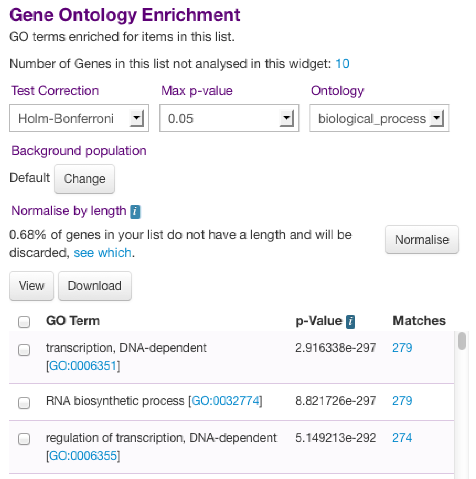 Gene Ontology Enrichment
GO terms enriched for items in this list.
Number of Genes in this list not analysed in this widget: 10
Test Correction Max p-value Ontology
Holm-Bonferroni 0.05 biological_process
Background population
Default Change
Normalise by length i
0.68% of genes in your list do not have a length and will be
discarded, see which.
Normalise
View Download
GO Term p-Value i Matches
transcription, DNA-dependent 2.916338e-297 279
[GO:0006351]
RNA biosynthetic process [GO:0032774] 8.821726e-297 279
regulation of transcription, DNA-dependent 5.149213e-292 274
[GO:0006355]